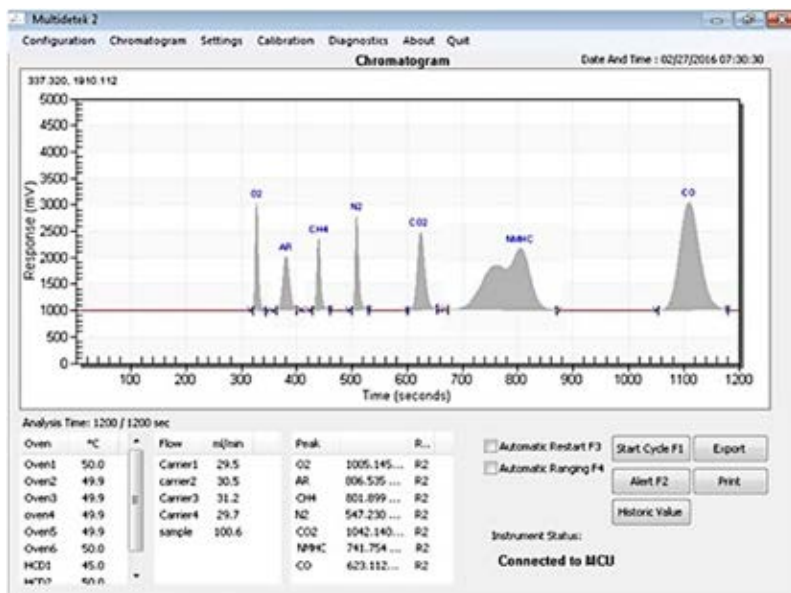 Multidetek 2
Configuration Chromatogram Settings Calibration Diagnostics About Quit
Chromatogram Date And Time : 02/27/2016 07:30:30
337.320, 1910.112
5000
4500
4000
3500
3000
2500
2000
1500
1000
500
0
Response (mV)
O2
AR
CH4
N2
CO2
NMHC
CO
100 200 300 400 500 600 700 800 900 1000 1100 1200
Time (seconds)
Analysis Time: 1200 / 1200 sec
Oven °C
Oven1 50.0
Oven2 49.9
Oven3 49.9
oven4 49.9
Oven5 49.9
Oven6 50.0
HCD1 45.0
HCD2 50.0
Flow ml/min
Carrier1 29.5
carrier2 30.5
Carrier3 31.2
Carrier4 29.7
sample 100.6
Peak R...
O2 1005.145... R2
AR 806.535 ... R2
CH4 801.899 ... R2
N2 547.230 ... R2
CO2 1042.140... R2
NMHC 741.754 ... R2
CO 623.112... R2
Automatic Restart F3
Automatic Ranging F4
Start Cycle F1 Export
Alert F2 Print
Historic Value
Instrument Status:
Connected to MCU